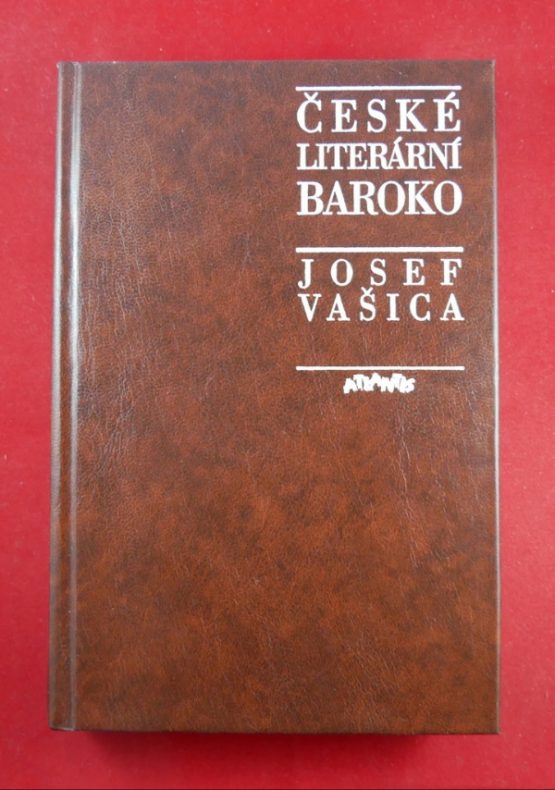 ČESKÉ
LITERÁRNÍ
BAROKO
JOSEF
VAŠICA
ATLANTIS